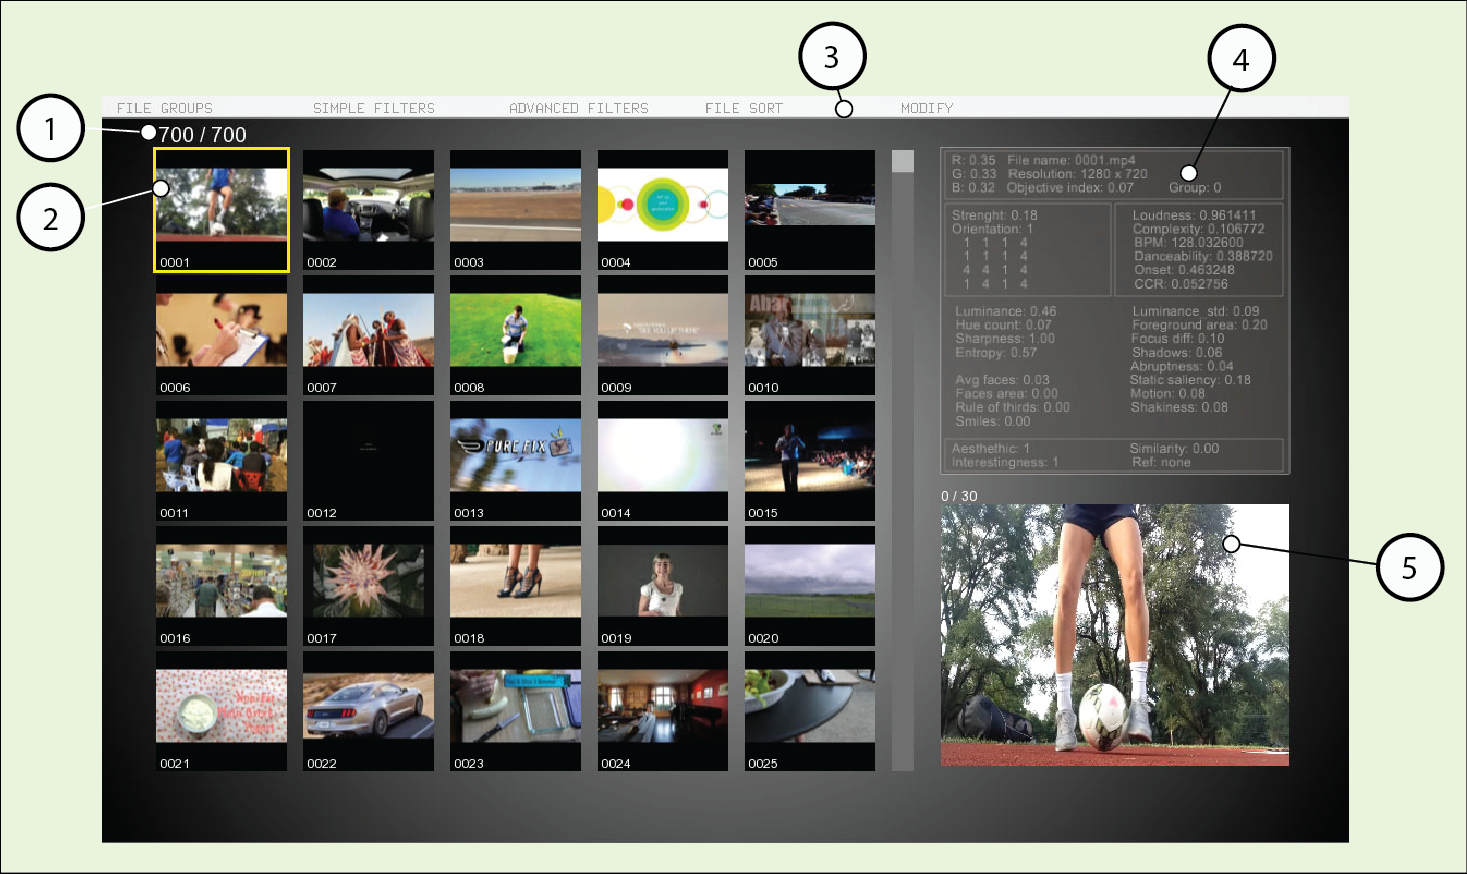 3
4
FILE GROUPS SIMPLE FILTERS ADVANCED FILTERS FILE SORT MODIFY
1
700 / 700
2
0001 0002 0003 0004 0005
0006 0007 0008 0009 0010
0011 0012 0013 0014 0015
0016 0017 0018 0019 0020
0021 0022 0023 0024 0025
Abar
PURE FIX
R: 0.35 File name: 0001.mp4
G: 0.33 Resolution: 1280 x 720
B: 0.32 Objective index: 0.07 Group: 0
Strenght: 0.18
Orientation: 1
1 1 1 4
1 1 1 4
4 4 1 4
1 4 1 4
Loudness: 0.961411
Complexity: 0.106772
BPM: 128.032600
Danceability: 0.388720
Onset: 0.463248
CCR: 0.052756
Luminance: 0.46
Hue count: 0.07
Sharpness: 1.00
Entropy: 0.57
Avg faces: 0.03
Faces area: 0.00
Rule of thirds: 0.00
Smiles: 0.00
Luminance std: 0.09
Foreground area: 0.20
Focus diff: 0.10
Shadows: 0.06
Abruptness: 0.04
Static saliency: 0.18
Motion: 0.08
Shakiness: 0.08
Aesthethic: 1 Similarity: 0.00
Interestingness: 1 Ref: none
0 / 30
5